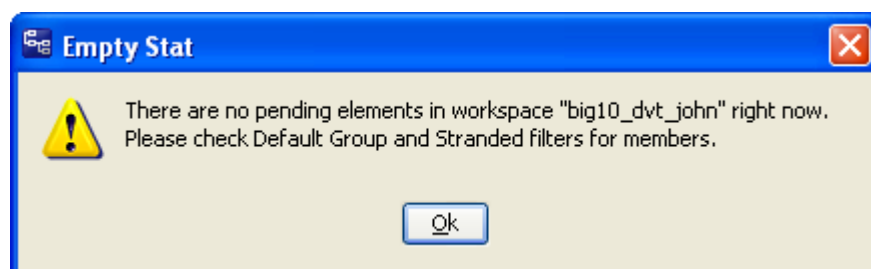 Empty Stat
There are no pending elements in workspace "big10_dvt_john" right now.
Please check Default Group and Stranded filters for members.
Ok